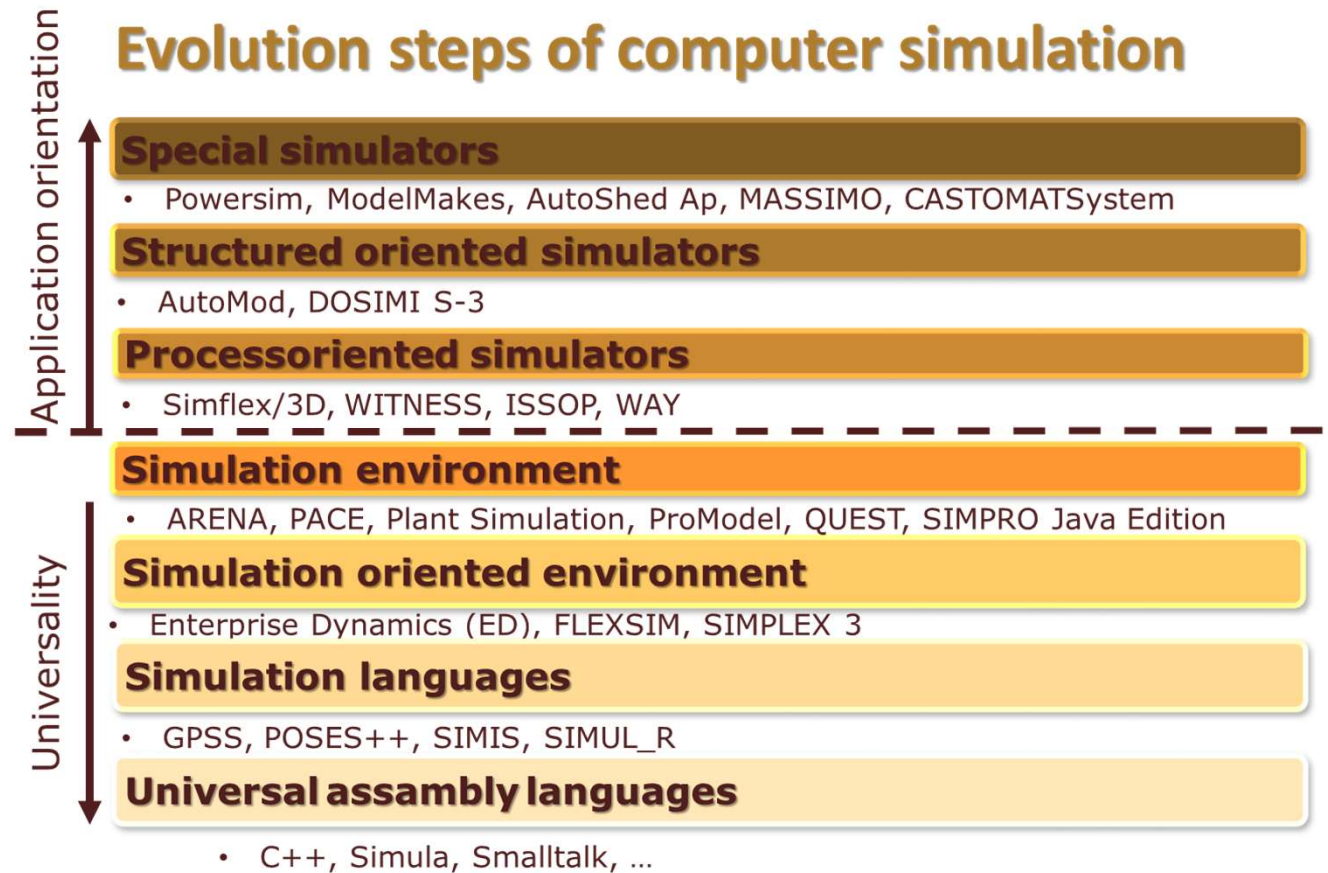 Evolution steps of computer simulation
Application orientation
Special simulators
• Powersim, ModelMakes, AutoShed Ap, MASSIMO, CASTOMATSystem
Structured oriented simulators
• AutoMod, DOSIMI S-3
Processoriented simulators
• Simflex/3D, WITNESS, ISSOP, WAY
Universality
Simulation environment
• ARENA, PACE, Plant Simulation, ProModel, QUEST, SIMPRO Java Edition
Simulation oriented environment
• Enterprise Dynamics (ED), FLEXSIM, SIMPLEX 3
Simulation languages
• GPSS, POSES++, SIMIS, SIMUL_R
Universal assambly languages
• C++, Simula, Smalltalk, ...